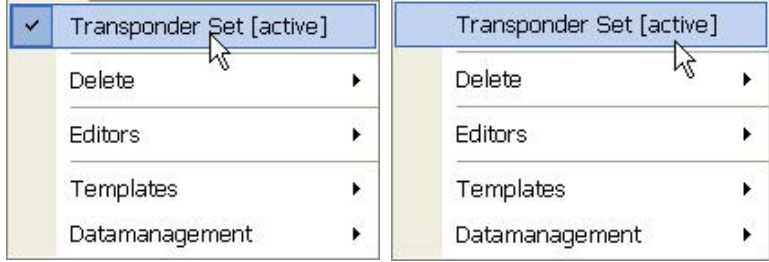 Transponder Set [active]
Delete
Editors
Templates
Datamanagement
Transponder Set [active]
Delete
Editors
Templates
Datamanagement